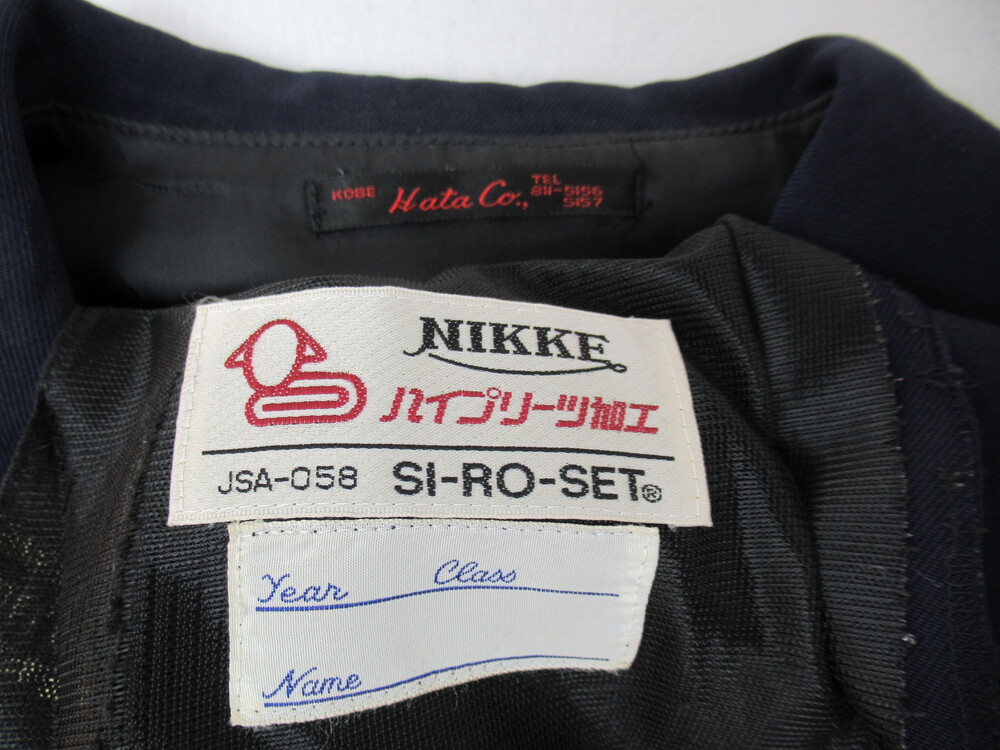 KOBE Hata Co., TEL 811-5156
5157
NIKKE
ハイプリーツ加工
JSA-058 SI-RO-SET®
Year Class
Name